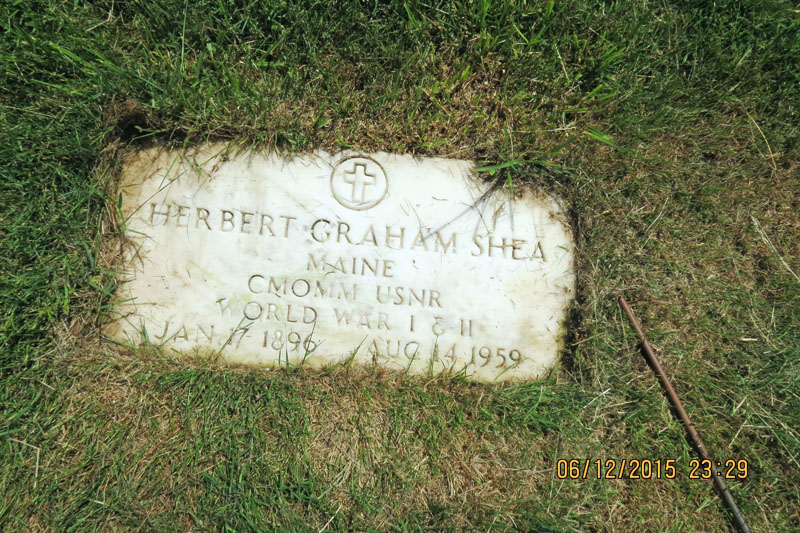 HERBERT GRAHAM SHEA
MAINE
CMOMM USNR
WORLD WAR I & II
JAN 1896 AUG 14 1959
06/12/2015 23:29